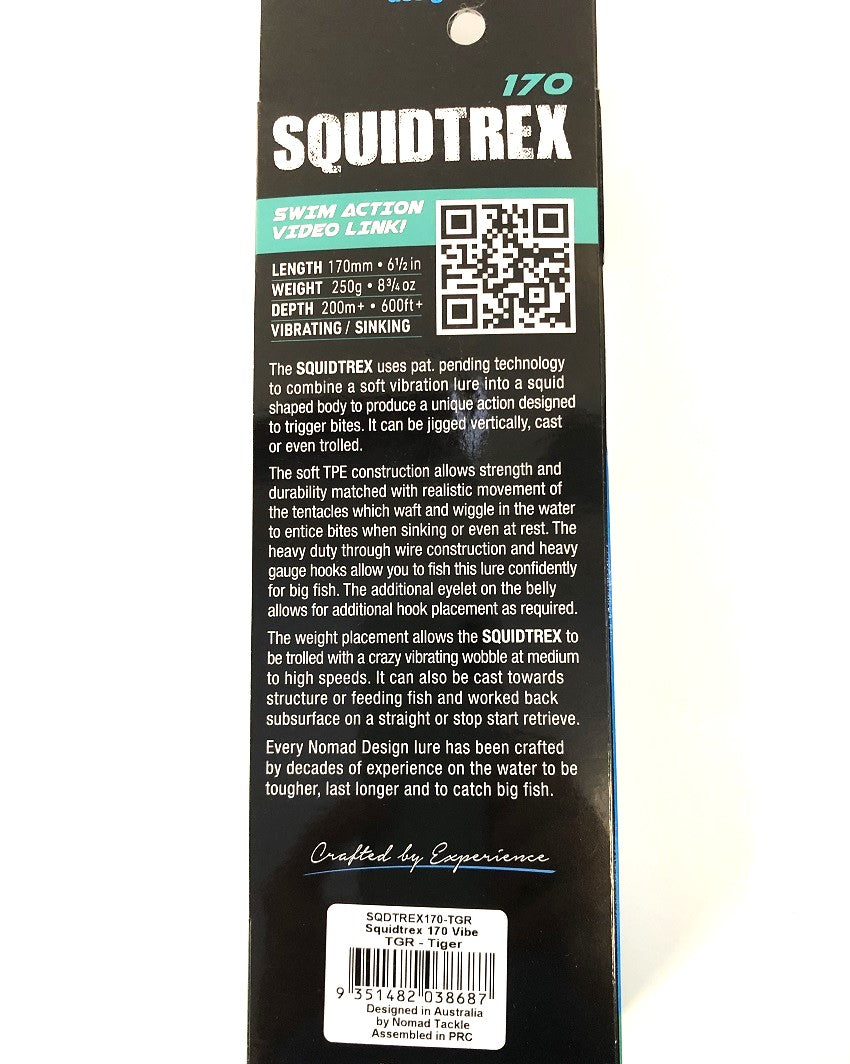 170
SQUIDTREX
SWIM ACTION
VIDEO LINK!
LENGTH 170mm • 6½ in
WEIGHT 250g • 8¾ oz
DEPTH 200m+ • 600ft+
VIBRATING / SINKING
The SQUIDTREX uses pat. pending technology
to combine a soft vibration lure into a squid
shaped body to produce a unique action designed
to trigger bites. It can be jigged vertically, cast
or even trolled.
The soft TPE construction allows strength and
durability matched with realistic movement of
the tentacles which waft and wiggle in the water
to entice bites when sinking or even at rest. The
heavy duty through wire construction and heavy
gauge hooks allow you to fish this lure confidently
for big fish. The additional eyelet on the belly
allows for additional hook placement as required.
The weight placement allows the SQUIDTREX to
be trolled with a crazy vibrating wobble at medium
to high speeds. It can also be cast towards
structure or feeding fish and worked back
subsurface on a straight or stop start retrieve.
Every Nomad Design lure has been crafted
by decades of experience on the water to be
tougher, last longer and to catch big fish.
Crafted by Experience
SQDTREX170-TGR
Squidtrex 170 Vibe
TGR - Tiger
9 351482 038687
Designed in Australia
by Nomad Tackle
Assembled in PRC